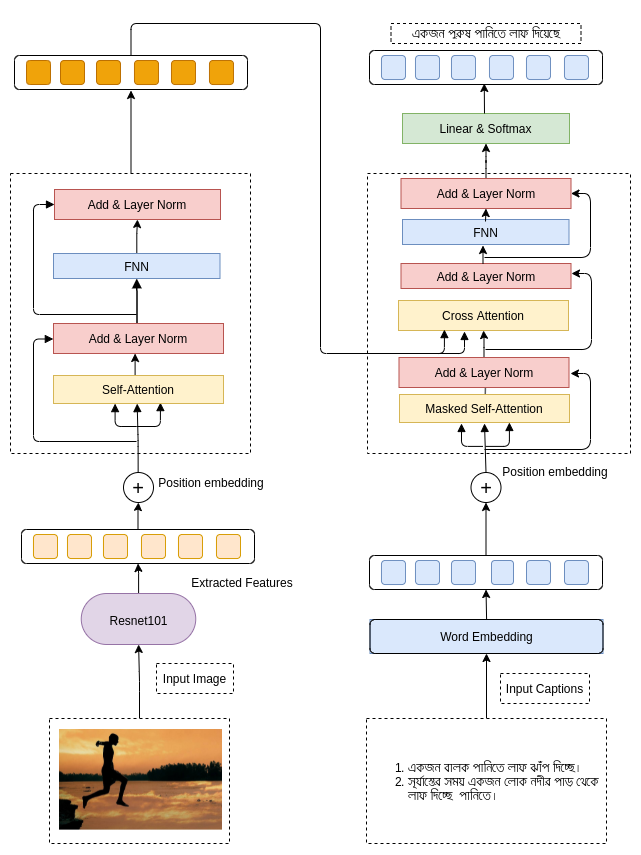 একজন পুরুষ পানিতে লাফ দিয়েছে
Linear & Softmax
Add & Layer Norm
FNN
Add & Layer Norm
Cross Attention
Add & Layer Norm
Masked Self-Attention
Position embedding
Word Embedding
Input Captions
1. একজন বালক পানিতে লাফ ঝাঁপ দিচ্ছে।
2. সূর্যাস্তের সময় একজন লোক নদীর পাড় থেকে
লাফ দিচ্ছে পানিতে।
Add & Layer Norm
FNN
Add & Layer Norm
Self-Attention
Position embedding
Extracted Features
Resnet101
Input Image